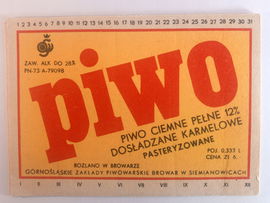 1 2 3 4 5 6 7 8 9 10 11 12 13 14 15 16 17 18 19 20 21 22 23 24 25 26 27 28 29 30 31
ZAW. ALK DO 28%
PN-73 A-79098
piwo
PIWO CIEMNE PEŁNE 12%
DOSŁADZANE KARMELOWE
PASTERYZOWANE
POJ. 0.333 L
CENA ZŁ 6.
ROZLANO W BROWARZE
GÓRNOŚLĄSKIE ZAKŁADY PIWOWARSKIE BROWAR W SIEMIANOWICACH
I II III IV V VI VII VIII IX X XI XII